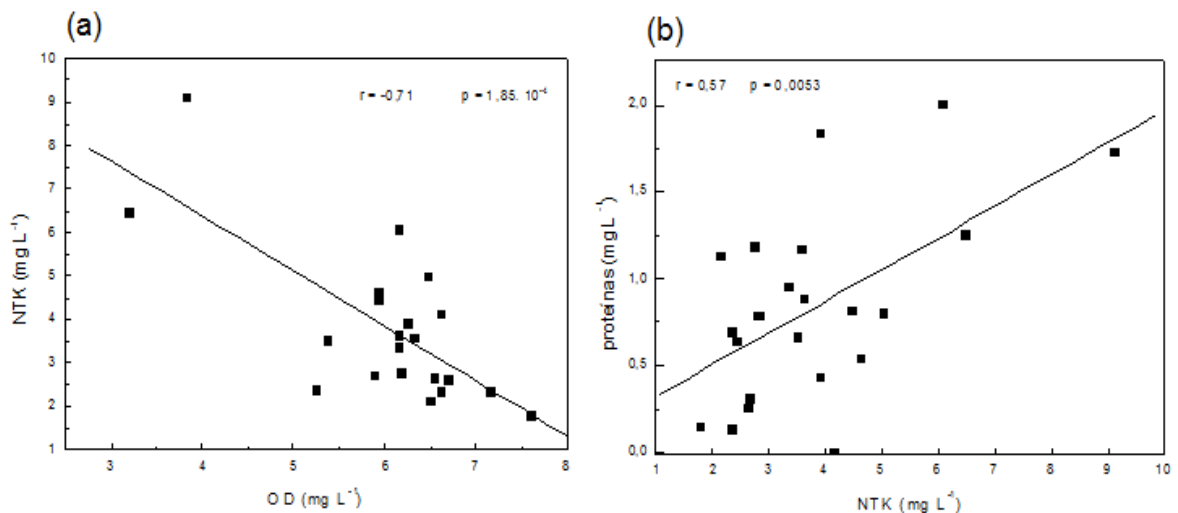 (a)
r = -0,71 p = 1,85. 10⁻⁴
NTK (mg L⁻¹)
10
9
8
7
6
5
4
3
2
1
3 4 5 6 7 8
OD (mg L⁻¹)
(b)
r = 0,57 p = 0,0053
proteínas (mg L⁻¹)
2,0
1,5
1,0
0,5
0,0
1 2 3 4 5 6 7 8 9 10
NTK (mg L⁻¹)